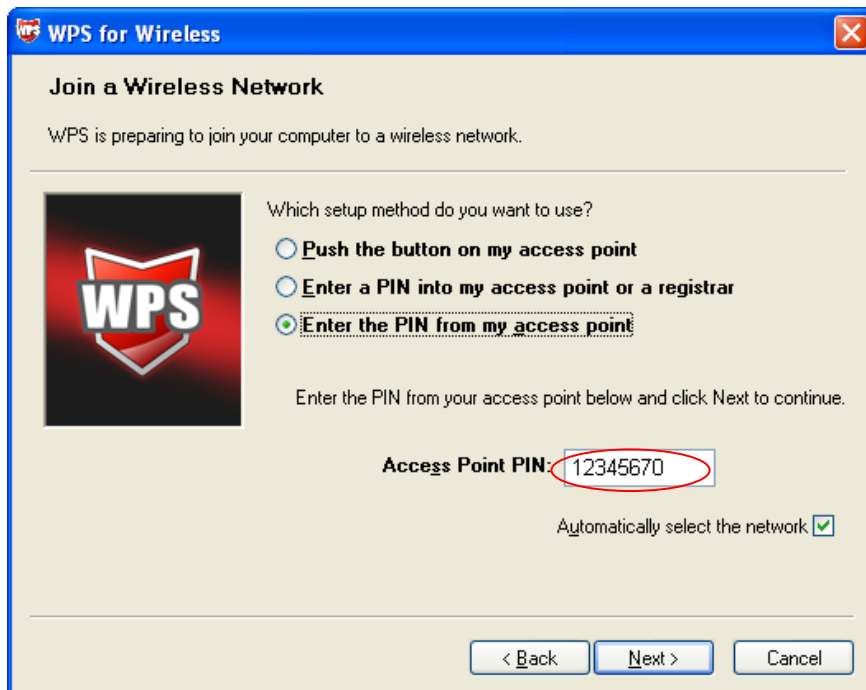 WPS for Wireless
Join a Wireless Network
WPS is preparing to join your computer to a wireless network.
Which setup method do you want to use?
Push the button on my access point
Enter a PIN into my access point or a registrar
Enter the PIN from my access point
WPS
Enter the PIN from your access point below and click Next to continue.
Access Point PIN: 12345670
Automatically select the network
< Back Next > Cancel